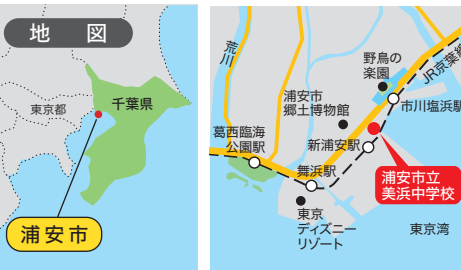 地 図
東京都
千葉県
浦安市
荒川
野鳥の
楽園
JR京葉線
浦安市
郷土博物館
市川塩浜駅
葛西臨海
公園駅
新浦安駅
舞浜駅
浦安市立
美浜中学校
東京
ディズニー
リゾート
東京湾